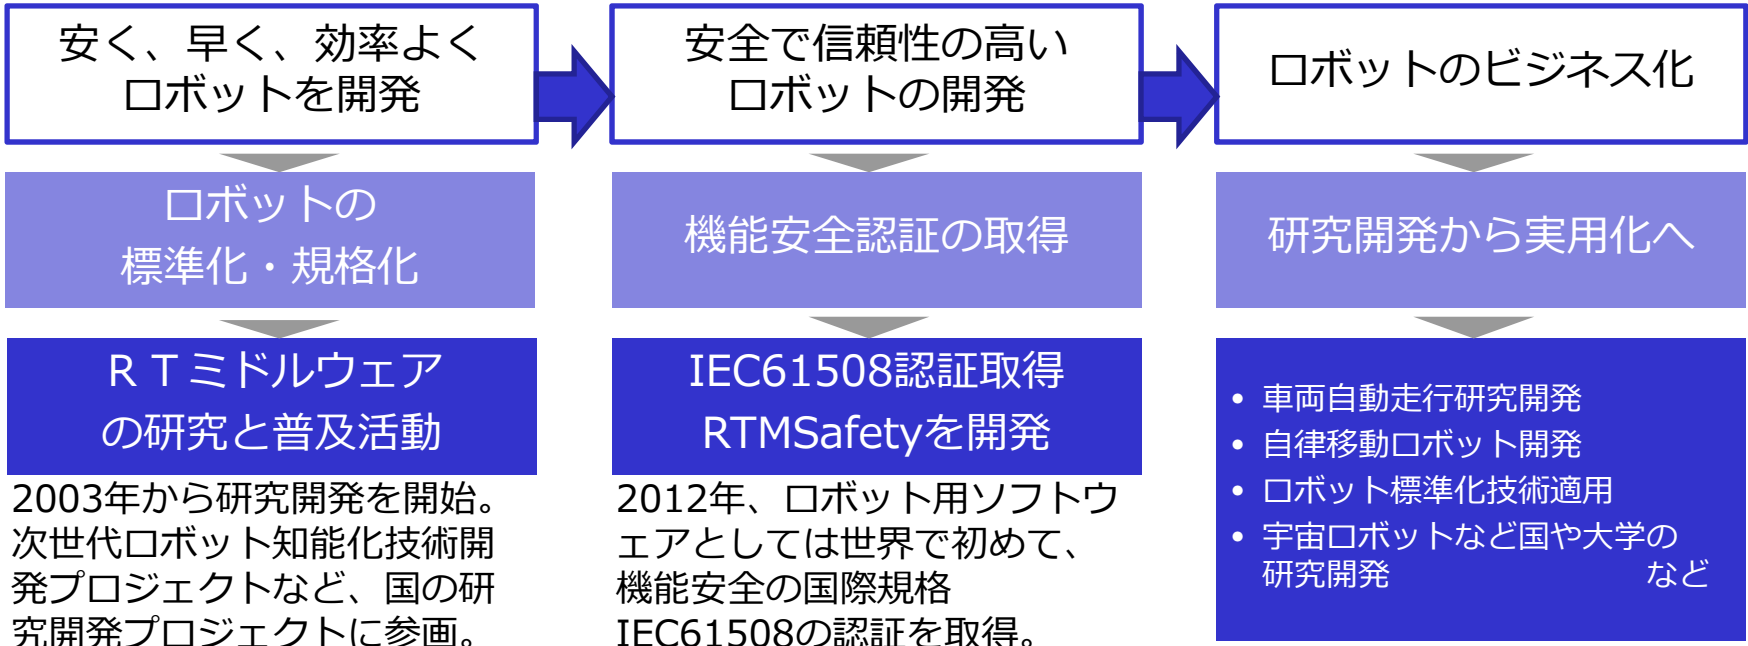 安く、早く、効率よく
ロボットを開発
安全で信頼性の高い
ロボットの開発
ロボットのビジネス化
ロボットの
標準化・規格化
機能安全認証の取得
研究開発から実用化へ
ＲＴミドルウェア
の研究と普及活動
IEC61508認証取得
RTMSafetyを開発
• 車両自動走行研究開発
• 自律移動ロボット開発
• ロボット標準化技術適用
• 宇宙ロボットなど国や大学の
研究開発 など
2003年から研究開発を開始。
次世代ロボット知能化技術開
発プロジェクトなど、国の研
究開発プロジェクトに参画。
2012年、ロボット用ソフトウ
ェアとしては世界で初めて、
機能安全の国際規格
IEC61508の認証を取得。